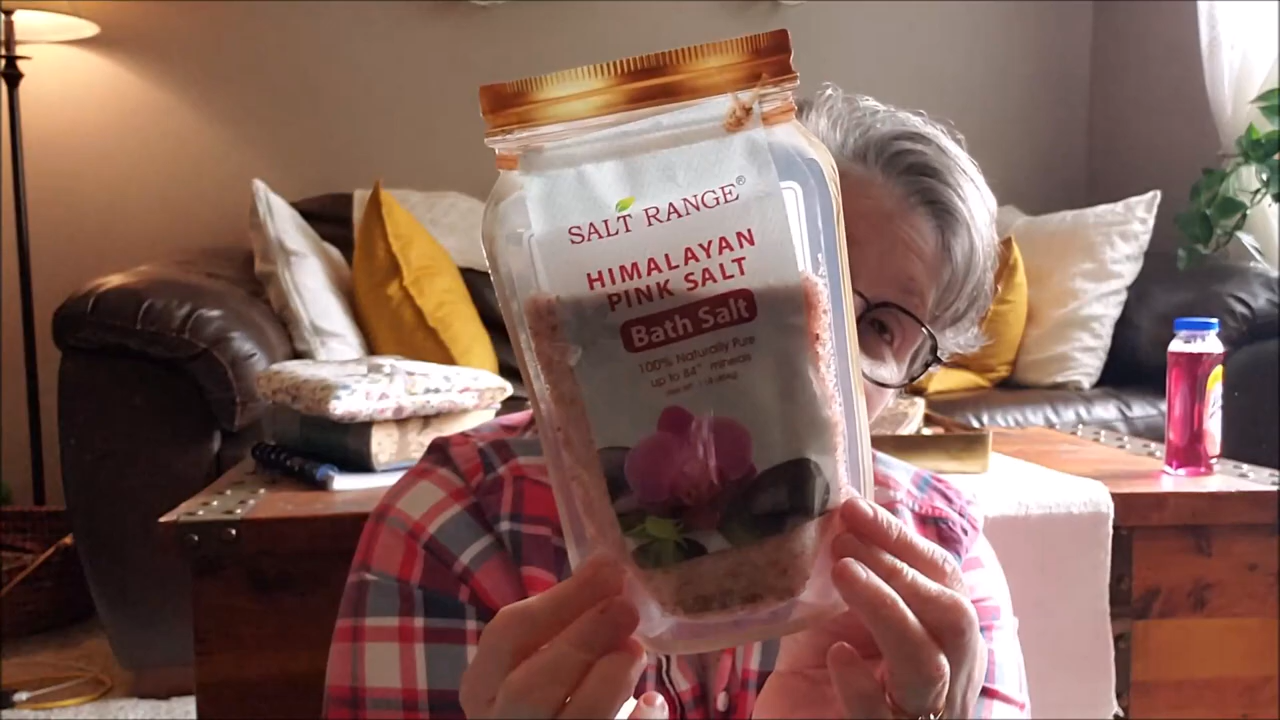 SALT RANGE®
HIMALAYAN
PINK SALT
Bath Salt
100% Naturally Pure
up to 84* minerals